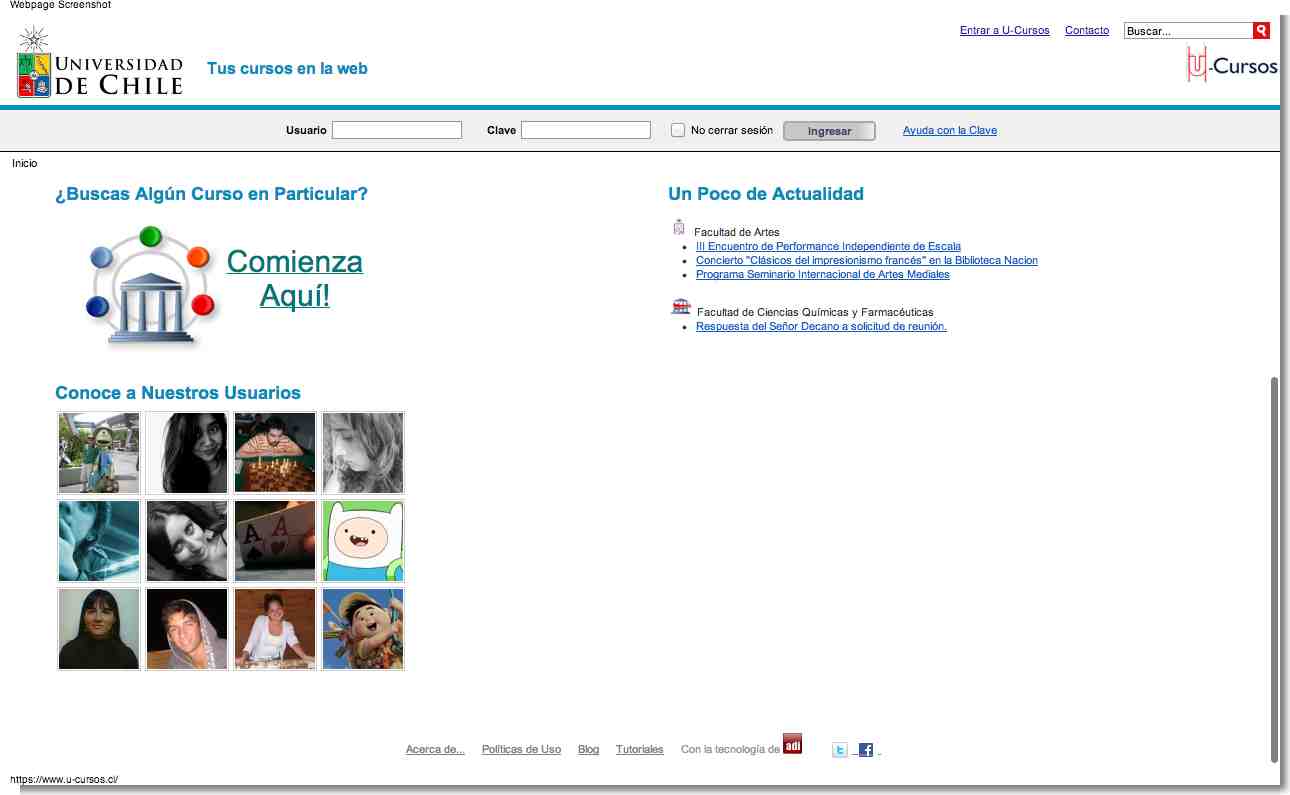 Webpage Screenshot
Entrar a U-Cursos Contacto Buscar...
UNIVERSIDAD
DE CHILE
Tus cursos en la web
U-Cursos
Usuario Clave No cerrar sesión Ingresar Ayuda con la Clave
Inicio
¿Buscas Algún Curso en Particular?
Comienza
Aquí!
Un Poco de Actualidad
Facultad de Artes
III Encuentro de Performance Independiente de Escala
Concierto "Clásicos del impresionismo francés" en la Biblioteca Nacion
Programa Seminario Internacional de Artes Mediales
Facultad de Ciencias Químicas y Farmacéuticas
Respuesta del Señor Decano a solicitud de reunión.
Conoce a Nuestros Usuarios
A A
Acerca de... Políticas de Uso Blog Tutoriales Con la tecnología de adi t f
https://www.u-cursos.cl/